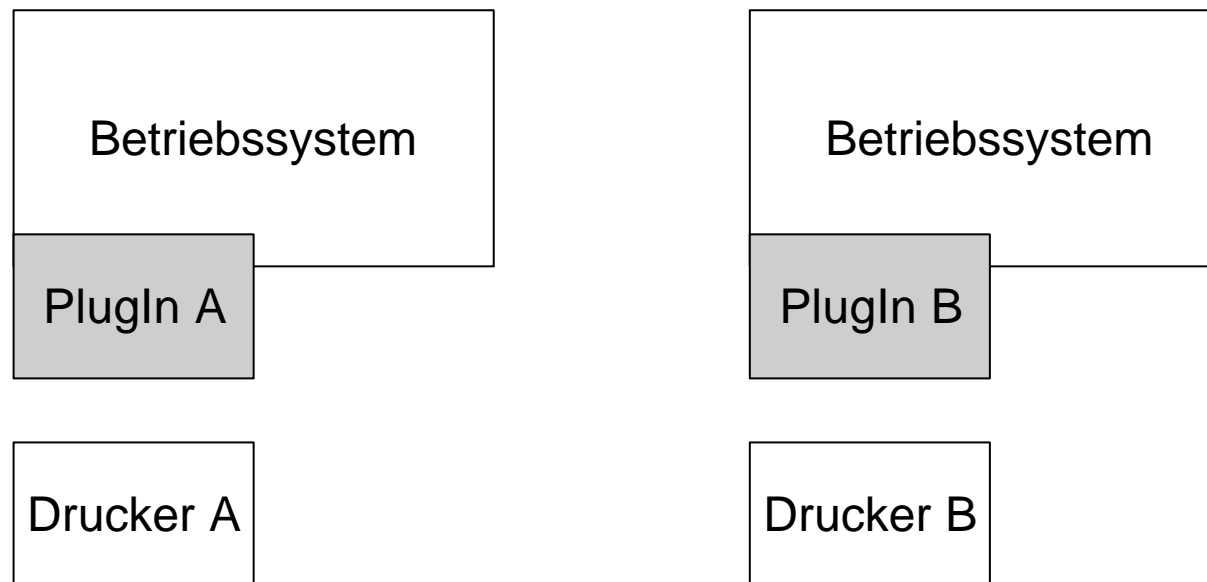 Betriebssystem
Betriebssystem
PlugIn A
PlugIn B
Drucker A
Drucker B